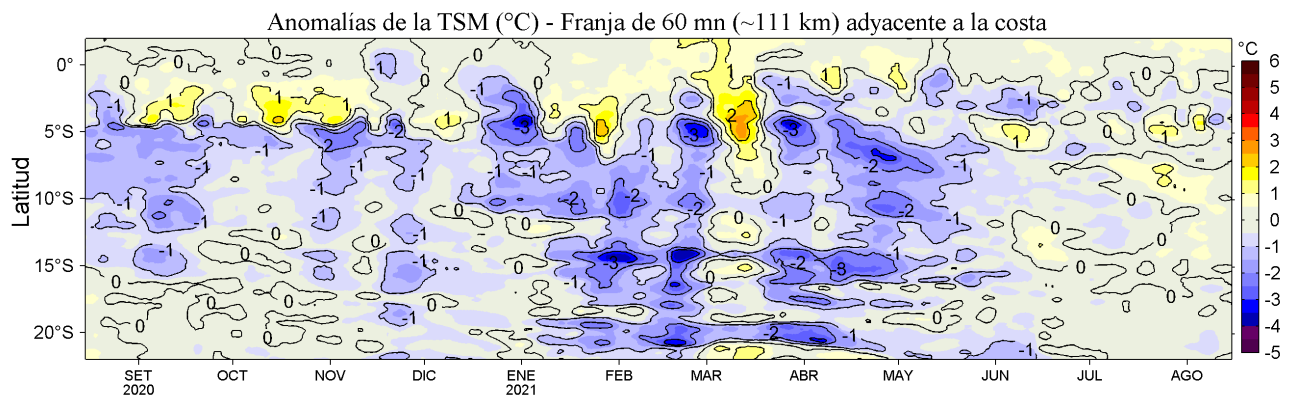 Anomalías de la TSM (°C) - Franja de 60 mn (~111 km) adyacente a la costa
°C
6
5
4
3
2
1
0
-1
-2
-3
-4
-5
Latitud
0°
5°S
10°S
15°S
20°S
SET OCT NOV DIC ENE FEB MAR ABR MAY JUN JUL AGO
2020 2021